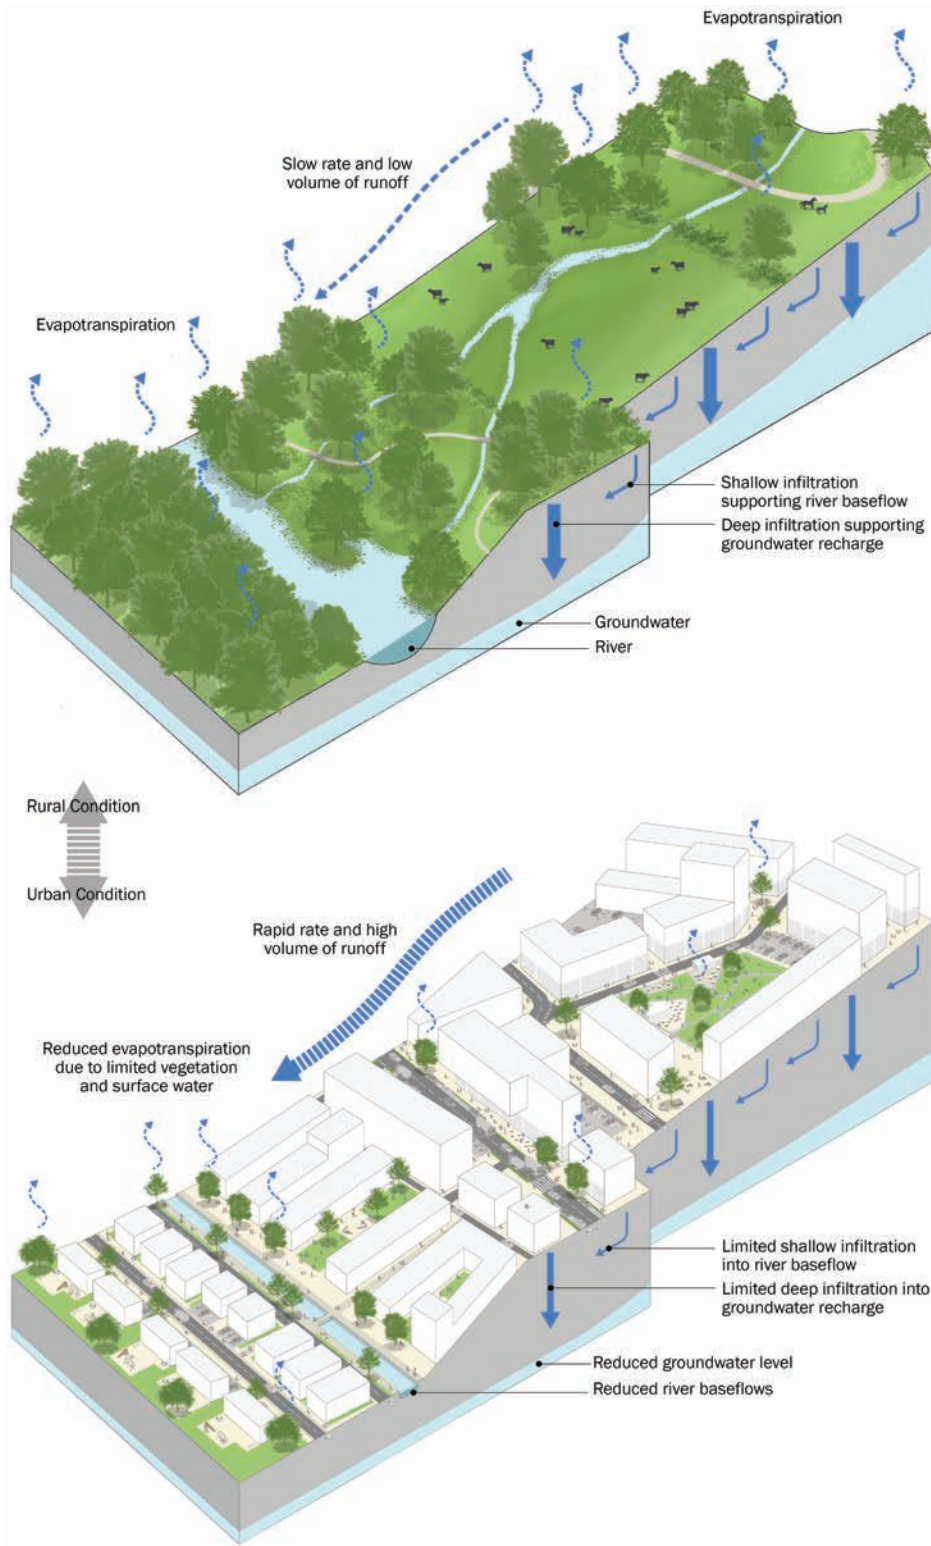 Evapotranspiration
Slow rate and low
volume of runoff
Evapotranspiration
Shallow infiltration
supporting river baseflow
Deep infiltration supporting
groundwater recharge
Groundwater
River
Rural Condition
Urban Condition
Rapid rate and high
volume of runoff
Reduced evapotranspiration
due to limited vegetation
and surface water
Limited shallow infiltration
into river baseflow
Limited deep infiltration into
groundwater recharge
Reduced groundwater level
Reduced river baseflows